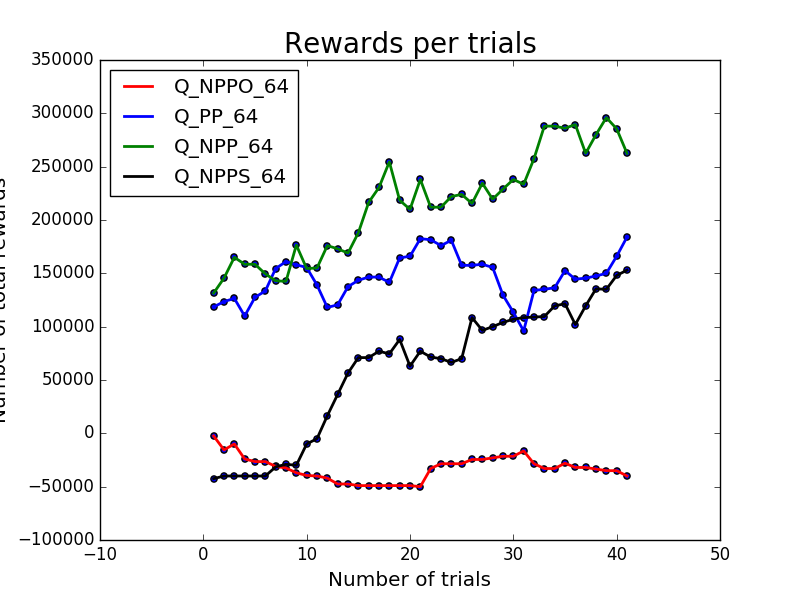 Rewards per trials
Number of total rewards
350000
300000
250000
200000
150000
100000
50000
0
−50000
−100000
Q_NPPO_64
Q_PP_64
Q_NPP_64
Q_NPPS_64
−10
0
10
20
30
40
50
Number of trials